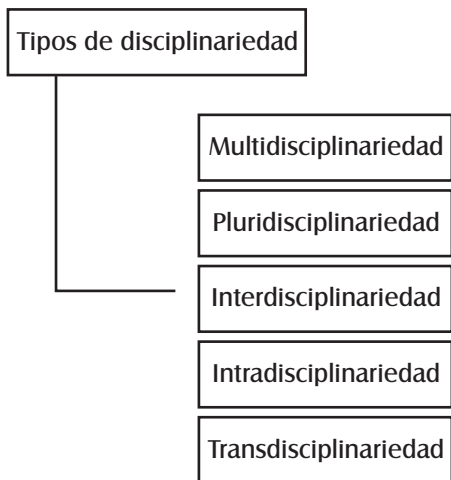 Tipos de disciplinariedad
Multidisciplinariedad
Pluridisciplinariedad
Interdisciplinariedad
Intradisciplinariedad
Transdisciplinariedad